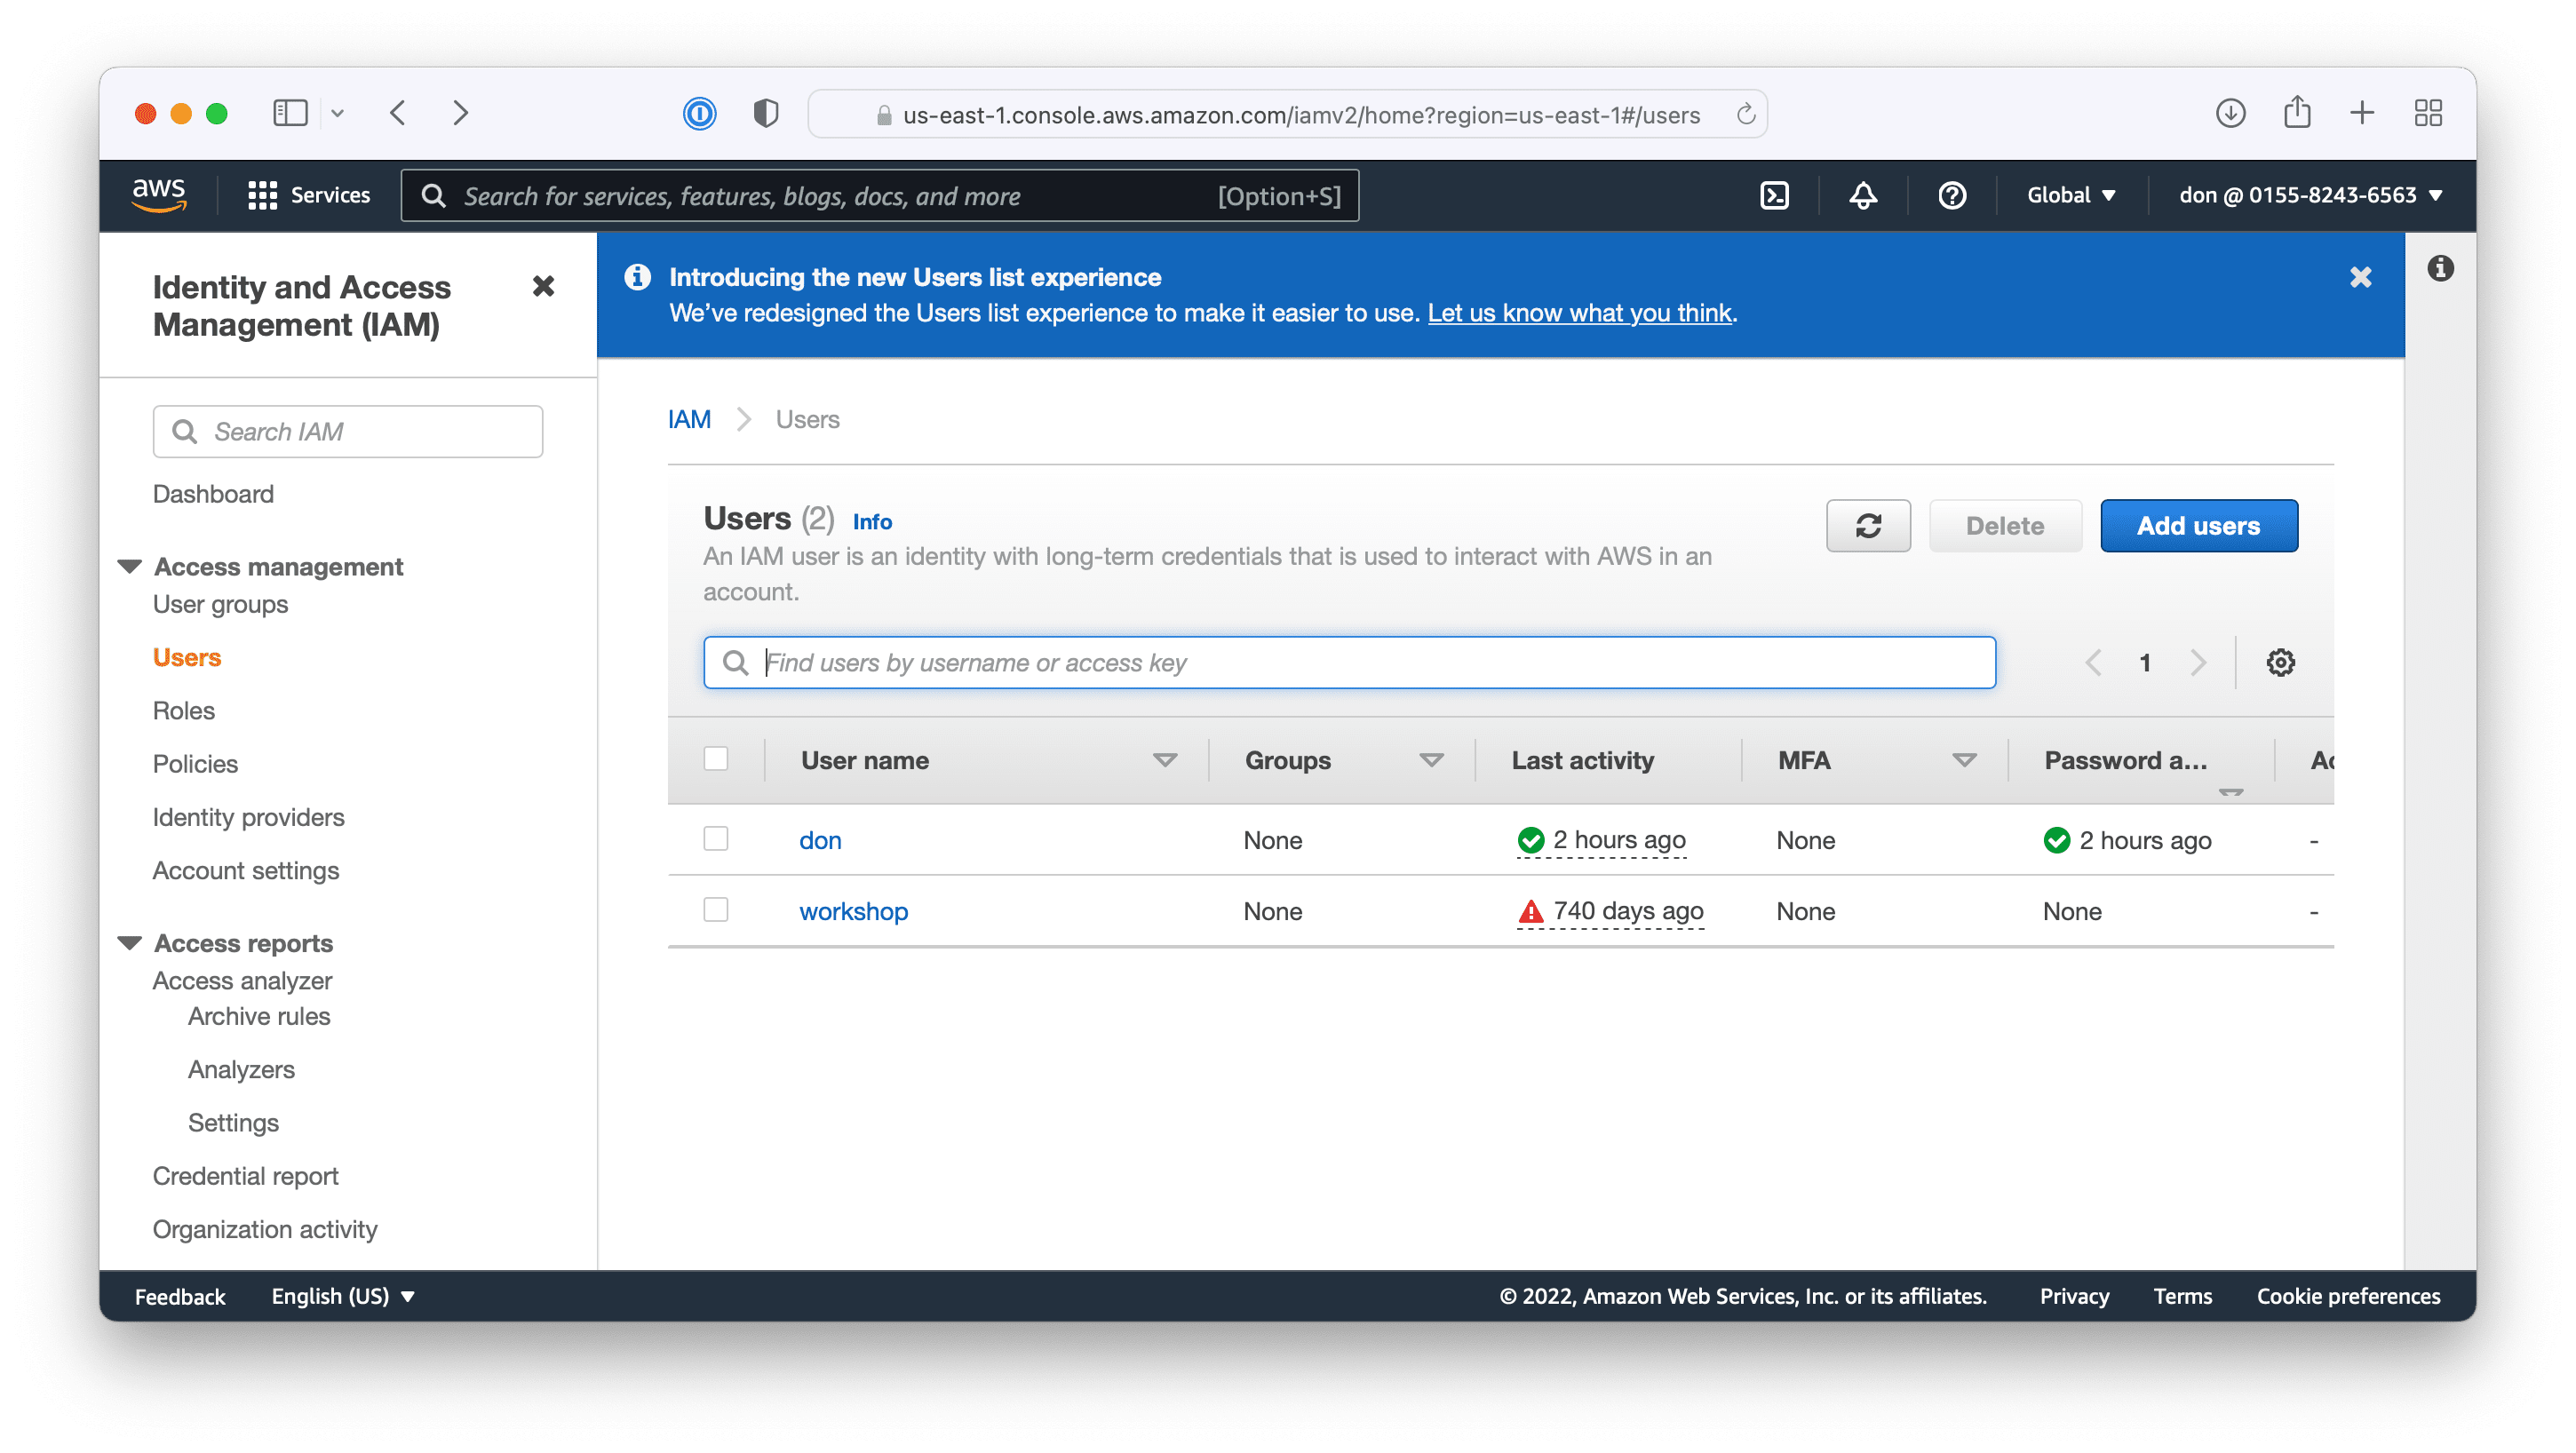 us-east-1.console.aws.amazon.com/iamv2/home?region=us-east-1#/users
aws
Services
Search for services, features, blogs, docs, and more [Option+S]
Global
don @ 0155-8243-6563
Identity and Access
Management (IAM)
Search IAM
Dashboard
Access management
User groups
Users
Roles
Policies
Identity providers
Account settings
Access reports
Access analyzer
Archive rules
Analyzers
Settings
Credential report
Organization activity
Introducing the new Users list experience
We’ve redesigned the Users list experience to make it easier to use. Let us know what you think.
IAM Users
Users (2) Info
An IAM user is an identity with long-term credentials that is used to interact with AWS in an
account.
Delete
Add users
Find users by username or access key
1
User name Groups Last activity MFA Password a...
don None 2 hours ago None 2 hours ago -
workshop None 740 days ago None None -
Feedback English (US) © 2022, Amazon Web Services, Inc. or its affiliates. Privacy Terms Cookie preferences